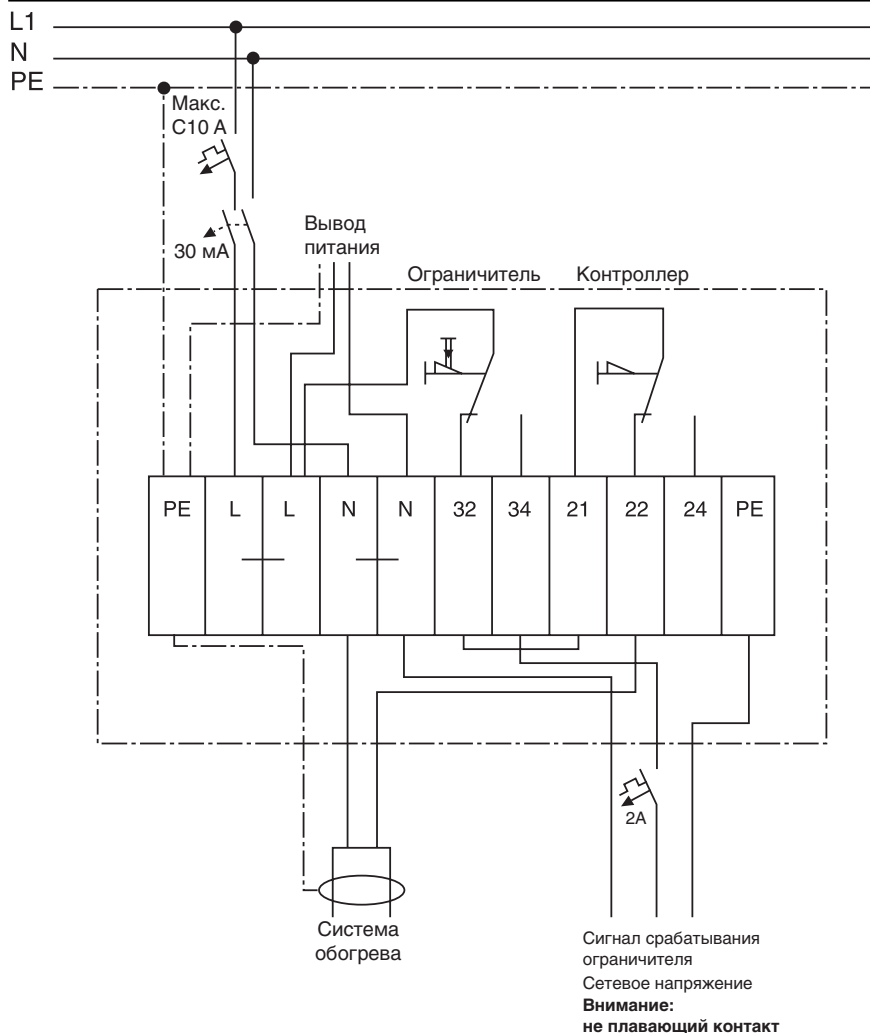 L1
N
PE
Макс.
C10 A
30 мА
Вывод
питания
Ограничитель
Контроллер
PE L L N N 32 34 21 22 24 PE
2А
Система
обогрева
Сигнал срабатывания
ограничителя
Сетевое напряжение
Внимание:
не плавающий контакт